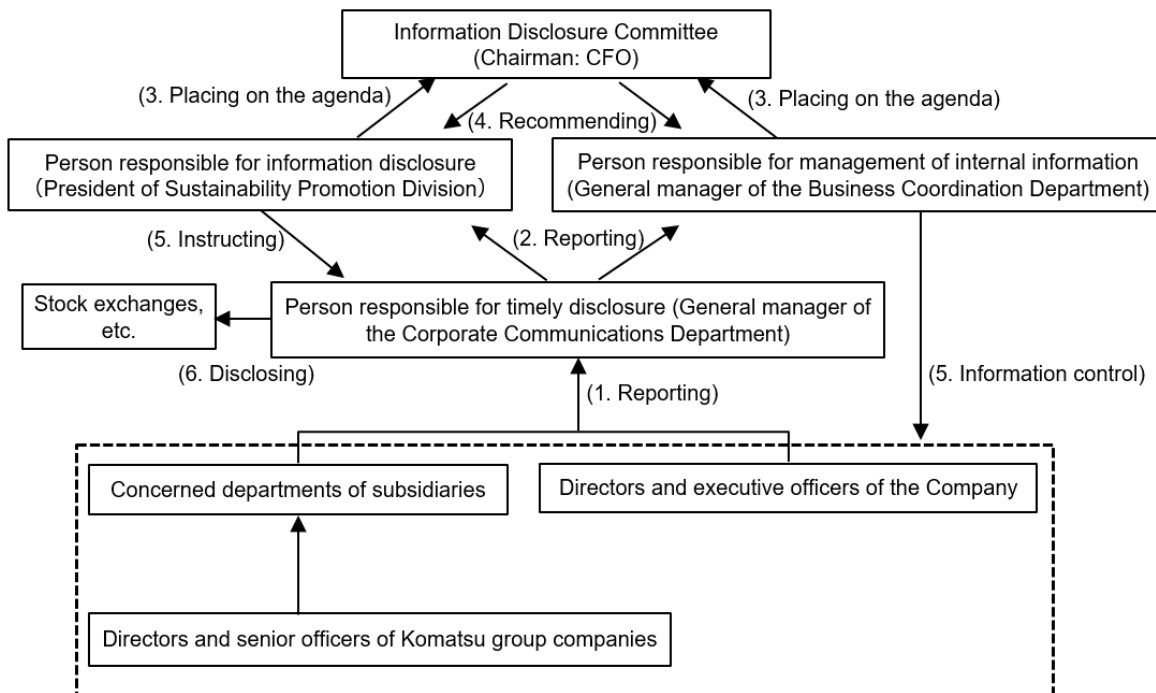 Information Disclosure Committee
(Chairman: CFO)
(3. Placing on the agenda)
(3. Placing on the agenda)
(4. Recommending)
Person responsible for information disclosure
（President of Sustainability Promotion Division）
Person responsible for management of internal information
(General manager of the Business Coordination Department)
(5. Instructing)
(2. Reporting)
Stock exchanges,
etc.
Person responsible for timely disclosure (General manager of
the Corporate Communications Department)
(6. Disclosing)
(1. Reporting)
(5. Information control)
Concerned departments of subsidiaries
Directors and executive officers of the Company
Directors and senior officers of Komatsu group companies